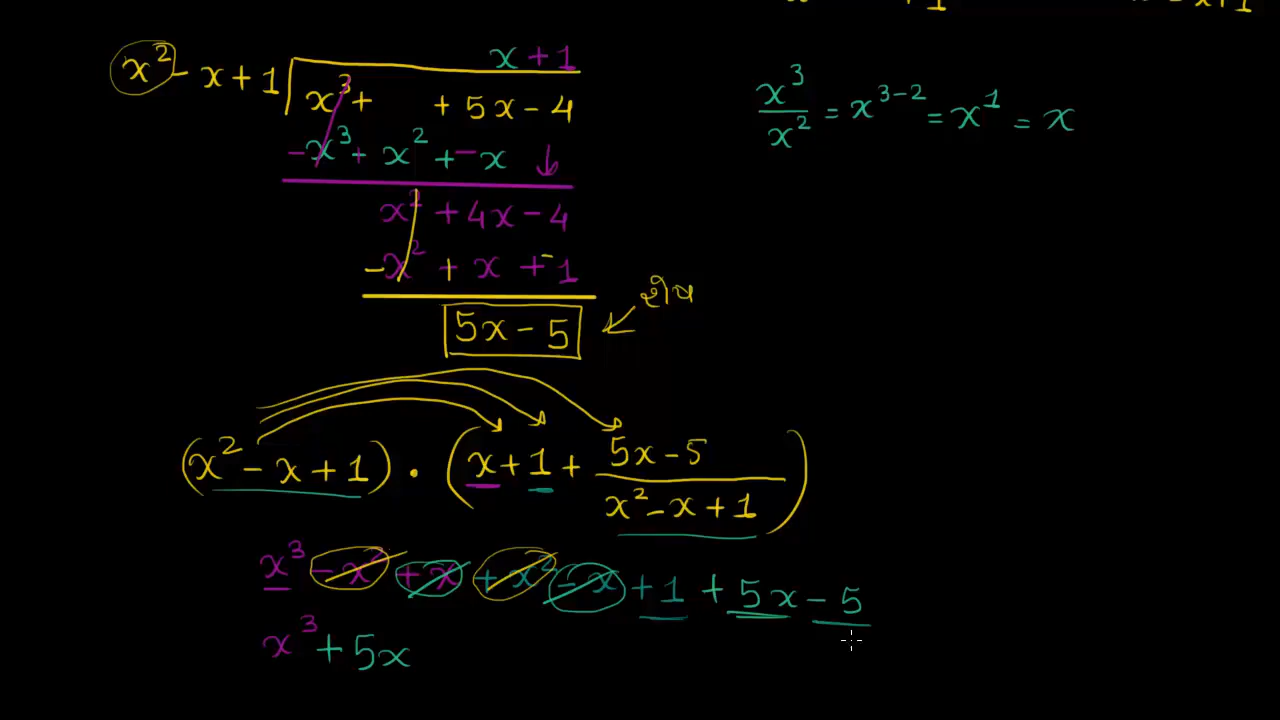 x + 1
x² - x + 1 x³ + + 5x - 4
- x³ + x² + - x
x² + 4x - 4
- x² + x + - 1
5x - 5
શેષ
x³/x² = x³⁻² = x¹ = x
(x² - x + 1) · (x + 1 + (5x - 5)/(x² - x + 1))
x³ - x² + x + x² - x + 1 + 5x - 5
x³ + 5x